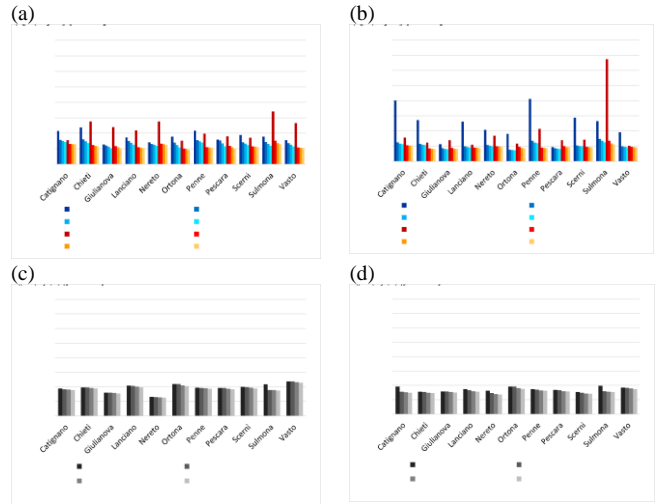 (a) (b)
Catignano Chieti Giulianova Lanciano Nereto Ortona Penne Pescara Scerni Sulmona Vasto
Catignano Chieti Giulianova Lanciano Nereto Ortona Penne Pescara Scerni Sulmona Vasto
(c) (d)
Catignano Chieti Giulianova Lanciano Nereto Ortona Penne Pescara Scerni Sulmona Vasto
Catignano Chieti Giulianova Lanciano Nereto Ortona Penne Pescara Scerni Sulmona Vasto